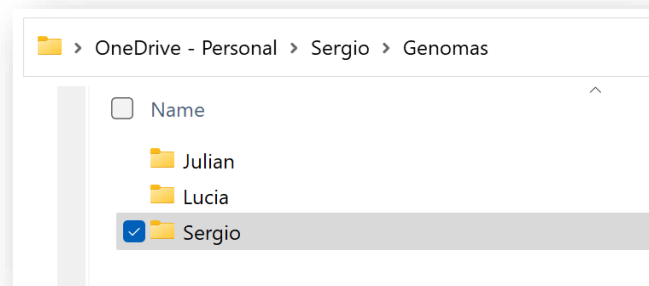 OneDrive - Personal > Sergio > Genomas
Name
Julian
Lucia
Sergio